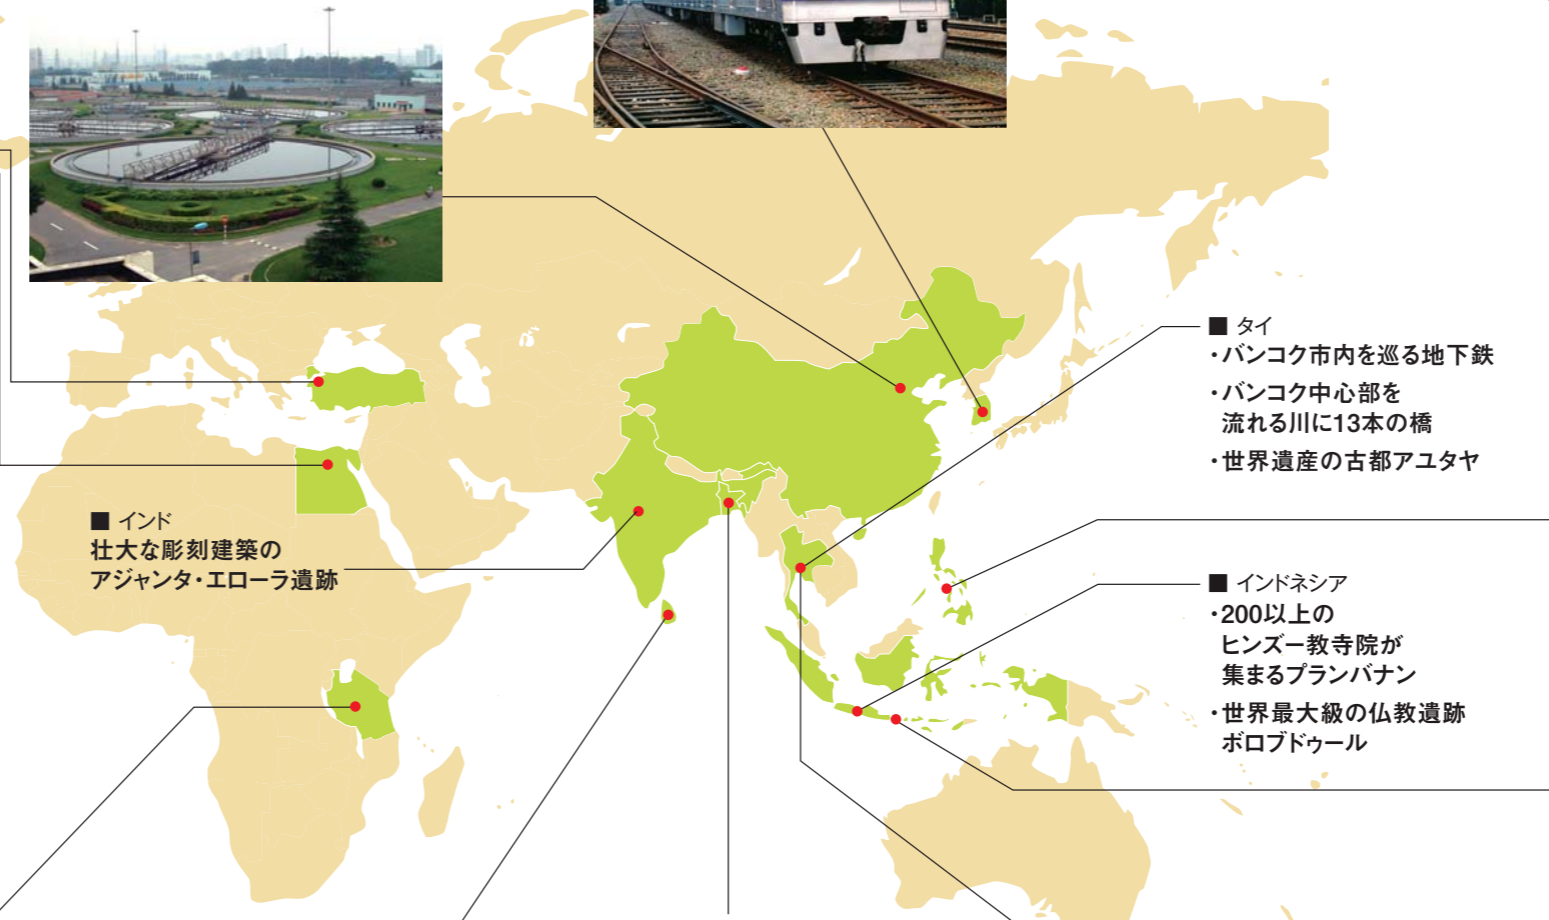 ■ タイ
・バンコク市内を巡る地下鉄
・バンコク中心部を
流れる川に13本の橋
・世界遺産の古都アユタヤ
■ インド
壮大な彫刻建築の
アジャンタ・エローラ遺跡
■ インドネシア
・200以上の
ヒンズー教寺院が
集まるプランバナン
・世界最大級の仏教遺跡
ボロブドゥール